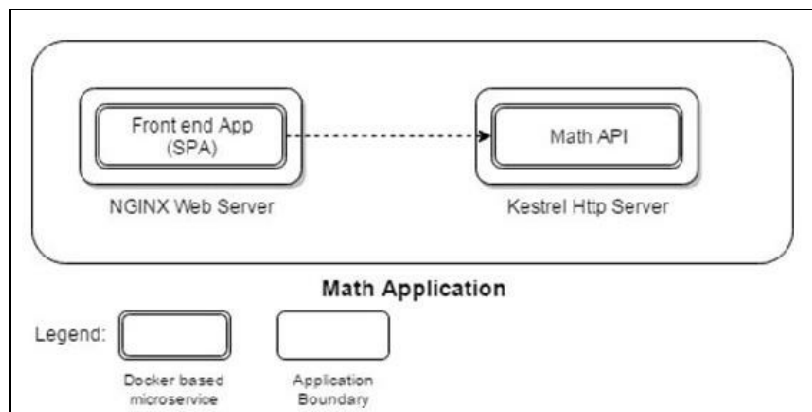 Front end App
(SPA)
Math API
NGINX Web Server
Kestrel Http Server
Math Application
Legend:
Docker based
microservice
Application
Boundary